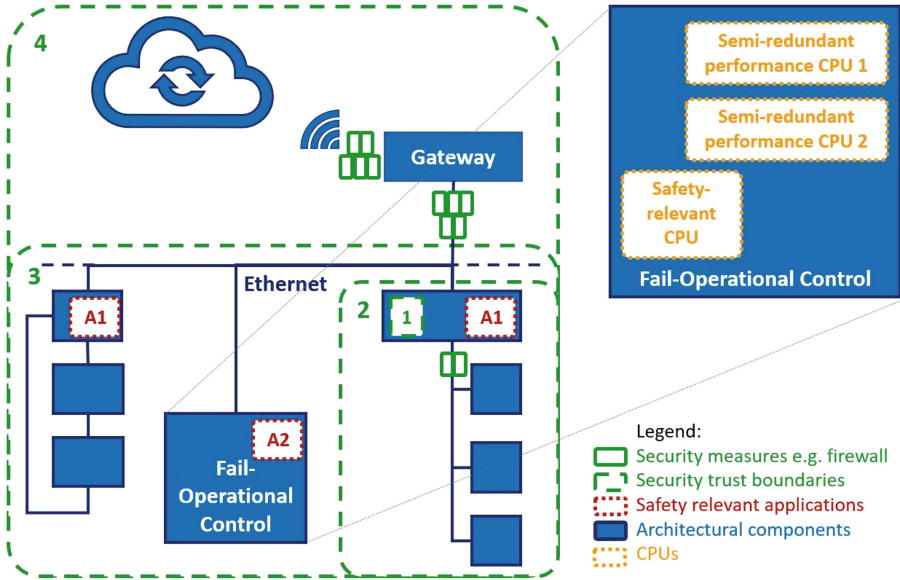 4
Gateway
3
Ethernet
A1
2
1
A1
A2
Fail-
Operational
Control
Semi-redundant
performance CPU 1
Semi-redundant
performance CPU 2
Safety-
relevant
CPU
Fail-Operational Control
Legend:
Security measures e.g. firewall
Security trust boundaries
Safety relevant applications
Architectural components
CPUs